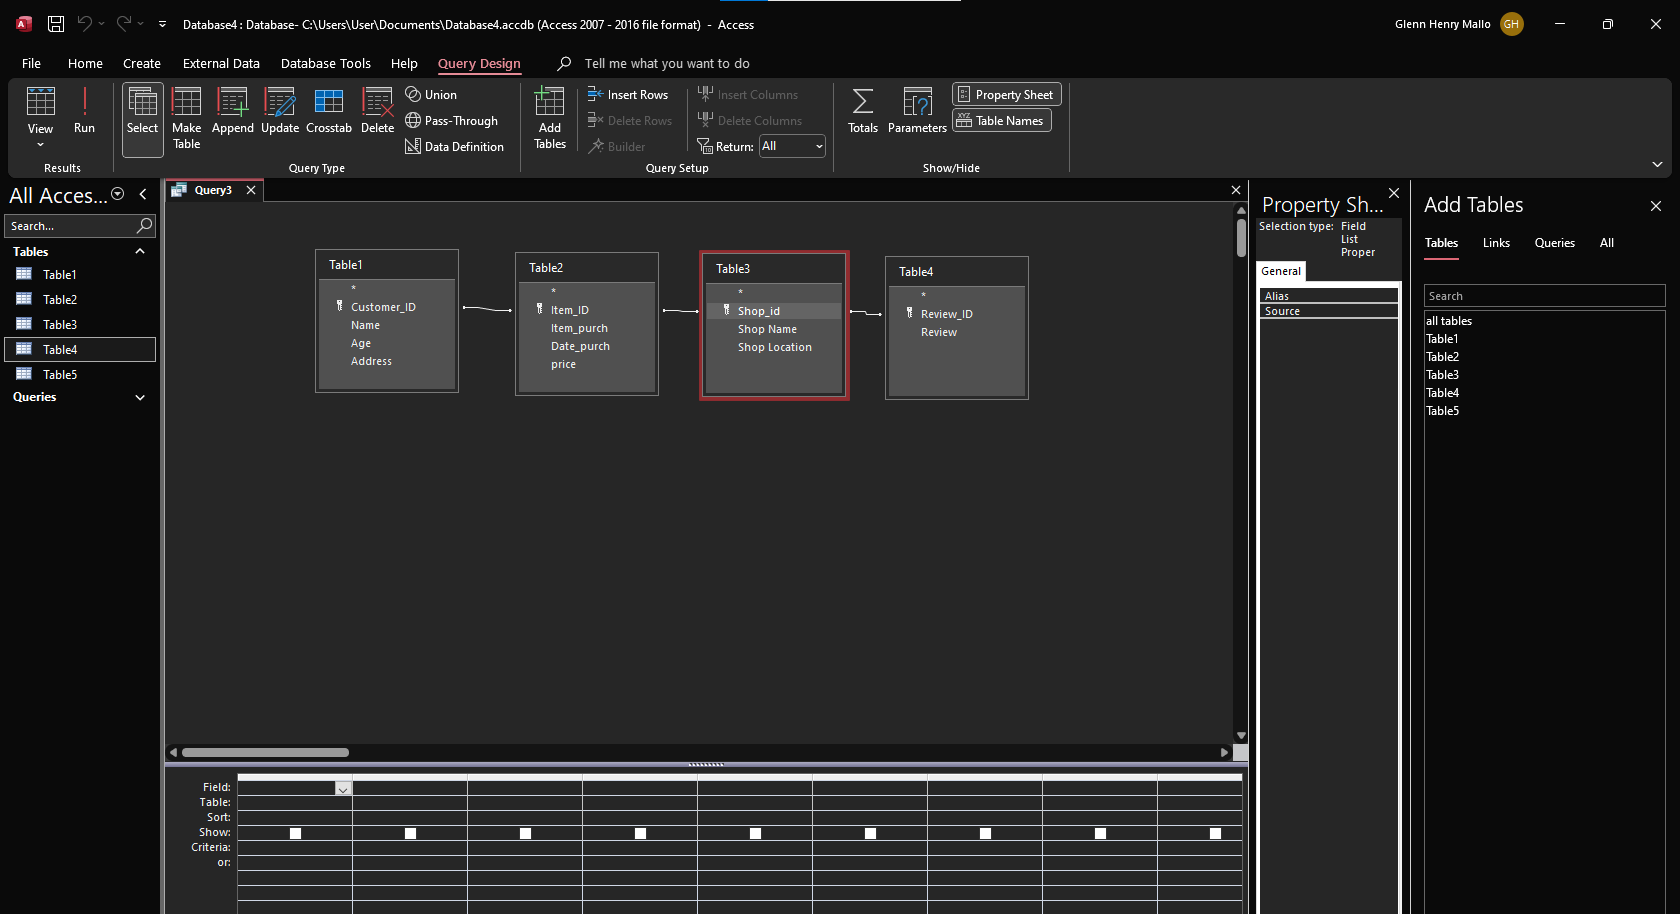 Database4 : Database- C:\Users\User\Documents\Database4.accdb (Access 2007 - 2016 file format) - Access
Glenn Henry Mallo
GH
File
Home
Create
External Data
Database Tools
Help
Query Design
Tell me what you want to do
View
Run
Results
Select
Make Table
Append
Update
Crosstab
Delete
Union
Pass-Through
Data Definition
Query Type
Add Tables
Insert Rows
Delete Rows
Builder
Insert Columns
Delete Columns
Return: All
Query Setup
Totals
Parameters
Property Sheet
XYZ
Table Names
Show/Hide
All Acces...
Search...
Tables
Table1
Table2
Table3
Table4
Table5
Queries
Query3
Table1
*
Customer_ID
Name
Age
Address
Table2
*
Item_ID
Item_purch
Date_purch
price
Table3
*
Shop_id
Shop Name
Shop Location
Table4
*
Review_ID
Review
Field:
Table:
Sort:
Show:
Criteria:
or:
Property Sh...
Selection type: Field
List
Proper
General
Alias
Source
Add Tables
Tables
Links
Queries
All
Search
all tables
Table1
Table2
Table3
Table4
Table5